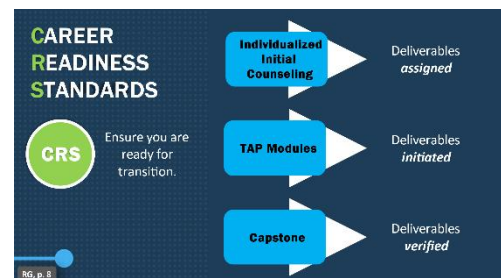 CAREER
READINESS
STANDARDS
CRS
Ensure you are
ready for
transition.
Individualized
Initial
Counseling
Deliverables
assigned
TAP Modules
Deliverables
initiated
Capstone
Deliverables
verified
RG, p. 8